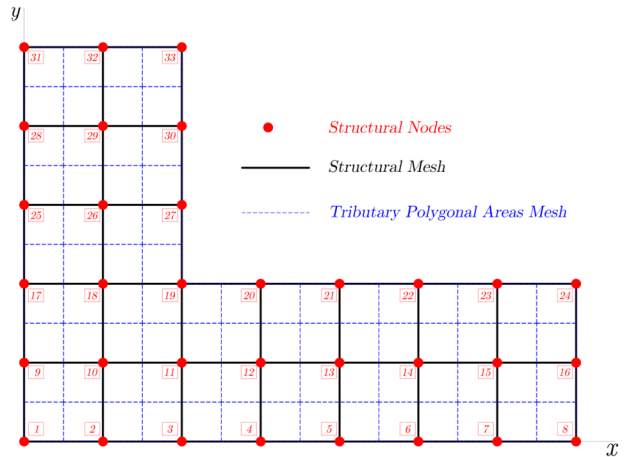 y
31 32 33
28 29 30
Structural Nodes
Structural Mesh
25 26 27
Tributary Polygonal Areas Mesh
17 18 19 20 21 22 23 24
9 10 11 12 13 14 15 16
1 2 3 4 5 6 7 8
x